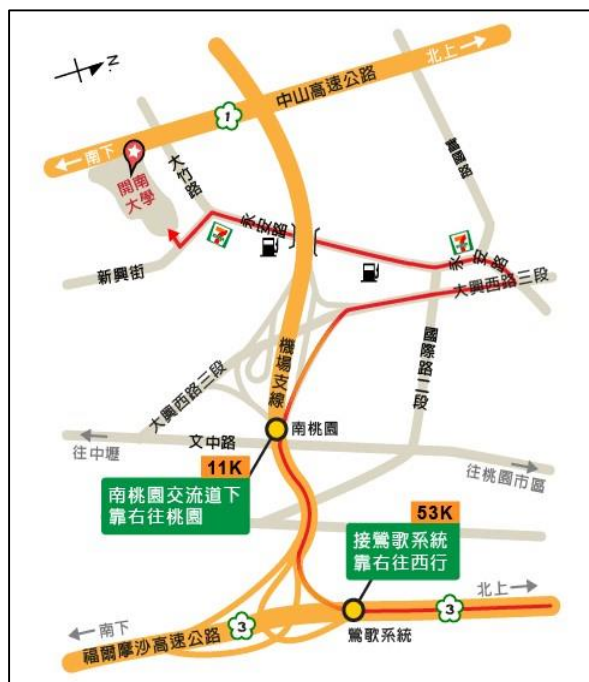 N
北上
中山高速公路
1
南下
大竹路
寶國路
開南
大學
永安路
7
7
永安路
新興街
大興西路三段
機場支線
國際路二段
大興西路三段
南桃園
文中路
往中壢
往桃園市區
11K
南桃園交流道下
靠右往桃園
53K
接鶯歌系統
靠右往西行
北上
3
南下
3
鶯歌系統
福爾摩沙高速公路